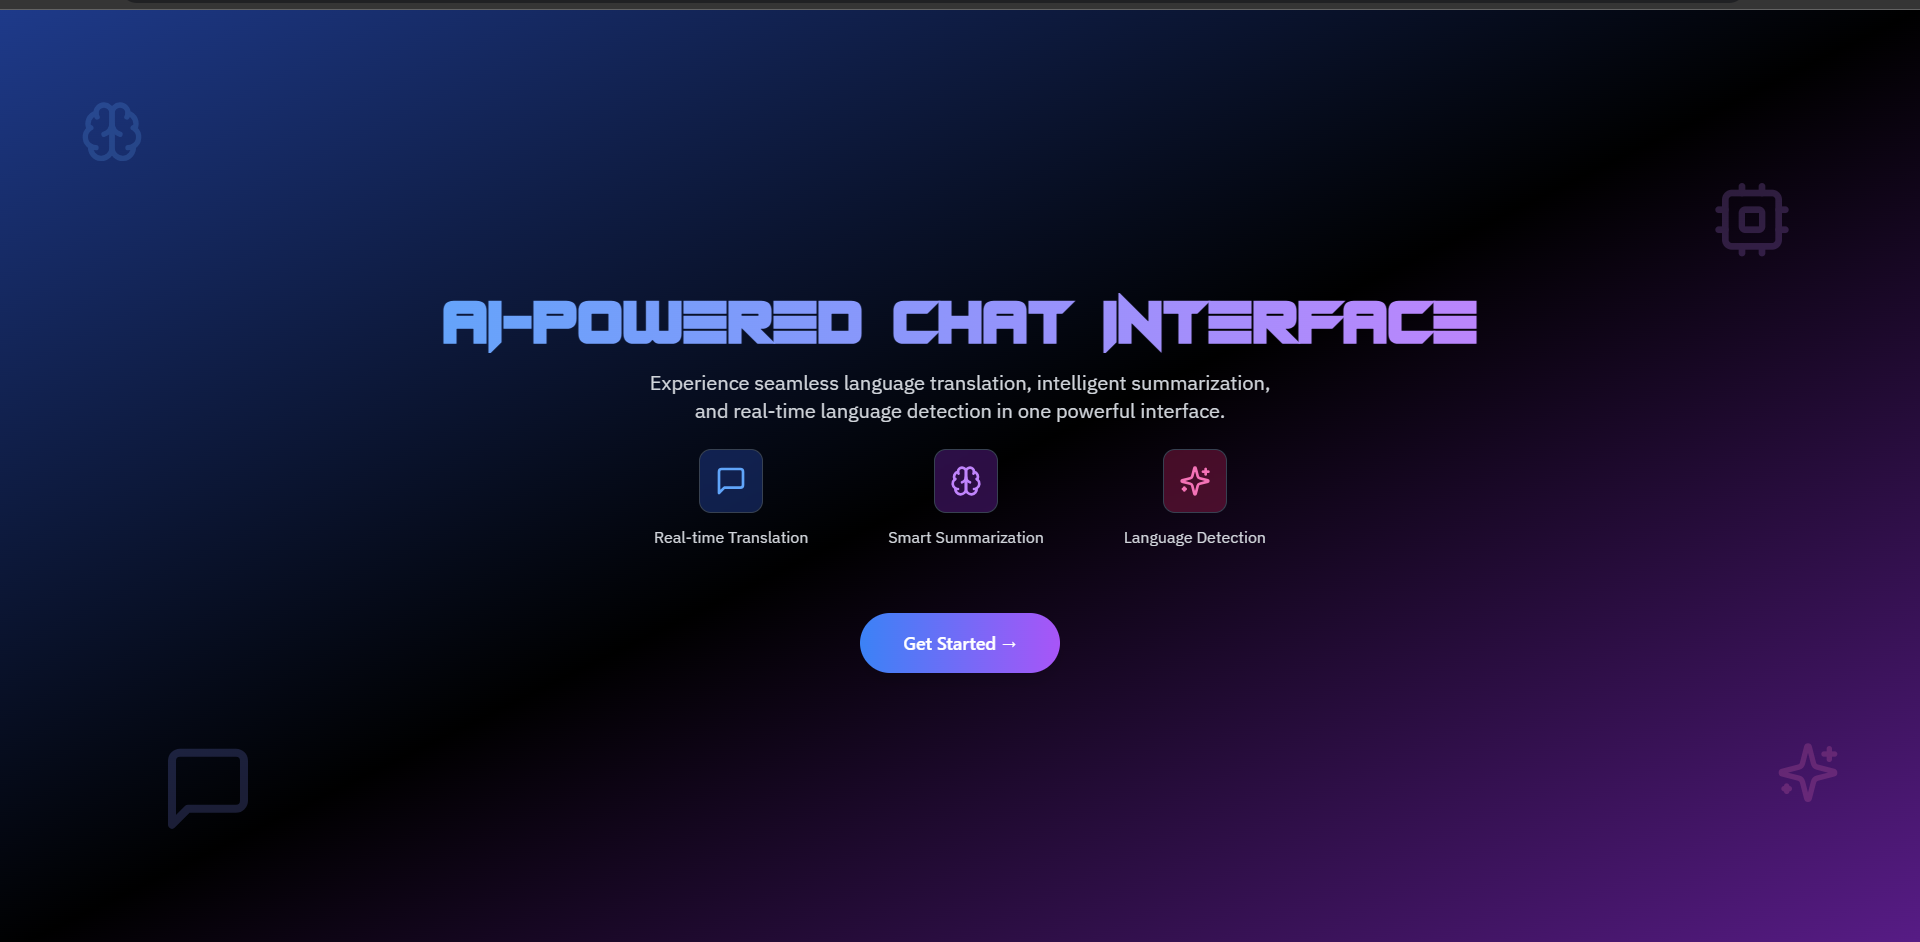 AI-POWERED CHAT INTERFACE
Experience seamless language translation, intelligent summarization,
and real-time language detection in one powerful interface.
Real-time Translation
Smart Summarization
Language Detection
Get Started →